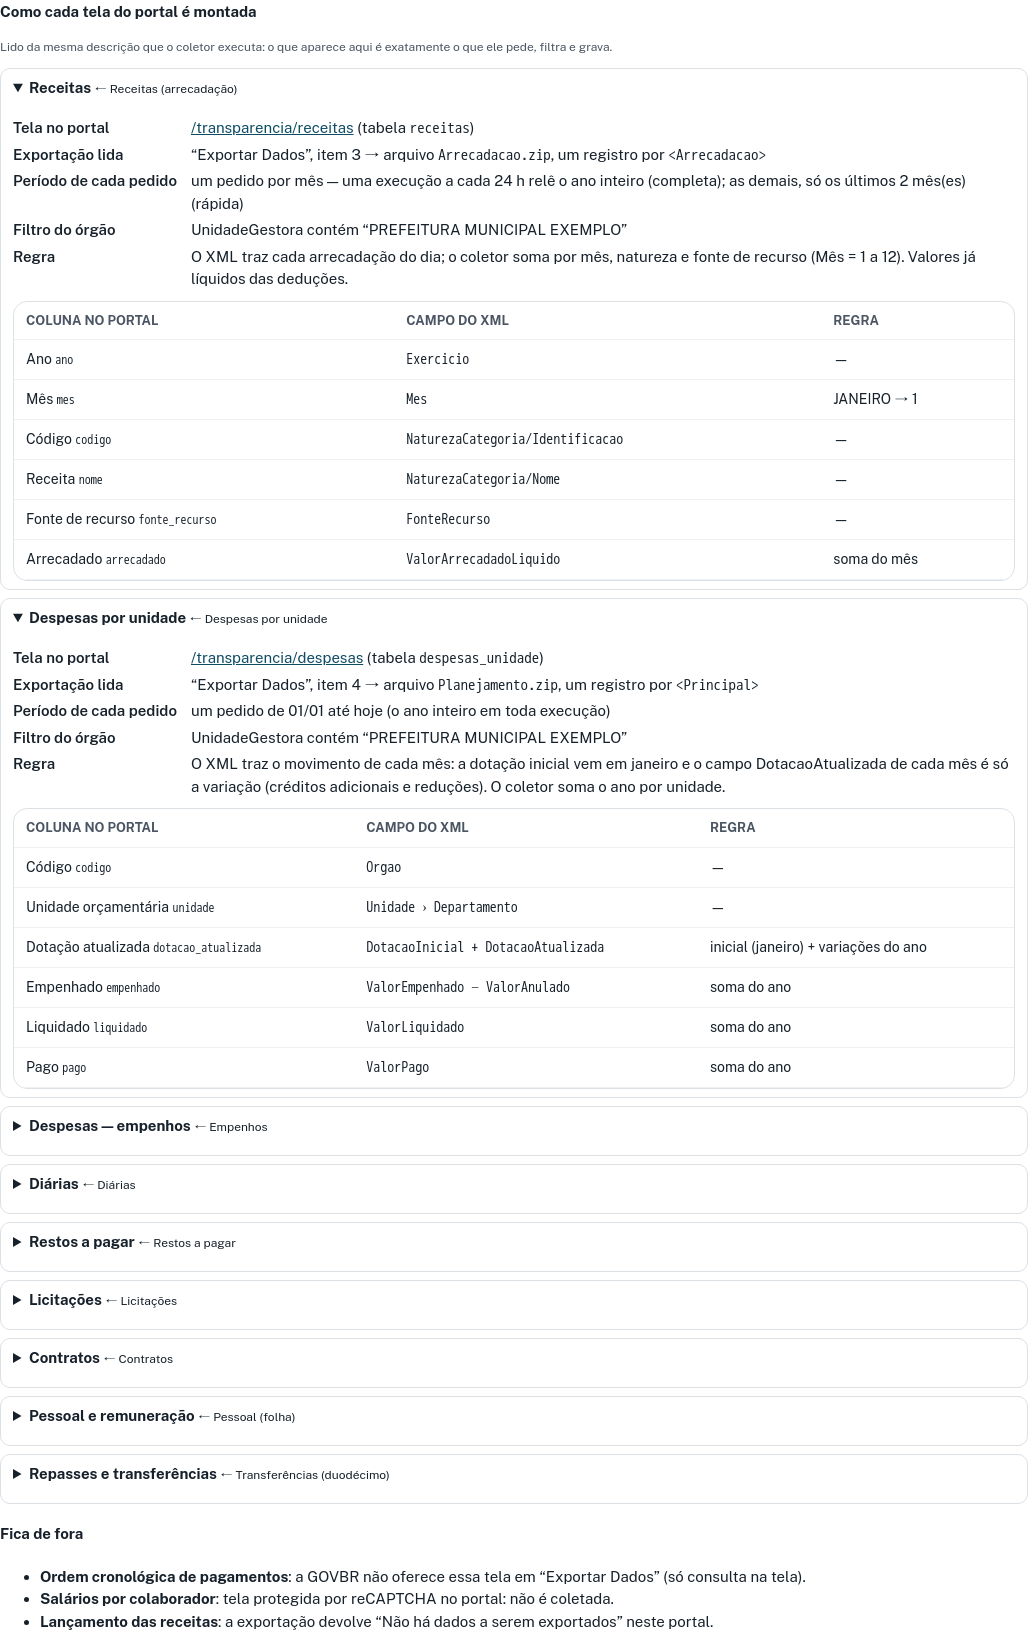 Como cada tela do portal é montada
Lido da mesma descrição que o coletor executa: o que aparece aqui é exatamente o que ele pede, filtra e grava.
▼ Receitas ← Receitas (arrecadação)
Tela no portal /transparencia/receitas (tabela receitas)
Exportação lida “Exportar Dados”, item 3 → arquivo Arrecadacao.zip, um registro por <Arrecadacao>
Período de cada pedido um pedido por mês — uma execução a cada 24 h relê o ano inteiro (completa); as demais, só os últimos 2 mês(es)
(rápida)
Filtro do órgão UnidadeGestora contém “PREFEITURA MUNICIPAL EXEMPLO”
Regra O XML traz cada arrecadação do dia; o coletor soma por mês, natureza e fonte de recurso (Mês = 1 a 12). Valores já
líquidos das deduções.
COLUNA NO PORTAL CAMPO DO XML REGRA
Ano ano Exercicio —
Mês mes Mes JANEIRO → 1
Código codigo NaturezaCategoria/Identificacao —
Receita nome NaturezaCategoria/Nome —
Fonte de recurso fonte_recurso FonteRecurso —
Arrecadado arrecadado ValorArrecadadoLiquido soma do mês
▼ Despesas por unidade ← Despesas por unidade
Tela no portal /transparencia/despesas (tabela despesas_unidade)
Exportação lida “Exportar Dados”, item 4 → arquivo Planejamento.zip, um registro por <Principal>
Período de cada pedido um pedido de 01/01 até hoje (o ano inteiro em toda execução)
Filtro do órgão UnidadeGestora contém “PREFEITURA MUNICIPAL EXEMPLO”
Regra O XML traz o movimento de cada mês: a dotação inicial vem em janeiro e o campo DotacaoAtualizada de cada mês é só
a variação (créditos adicionais e reduções). O coletor soma o ano por unidade.
COLUNA NO PORTAL CAMPO DO XML REGRA
Código codigo Orgao —
Unidade orçamentária unidade Unidade › Departamento —
Dotação atualizada dotacao_atualizada DotacaoInicial + DotacaoAtualizada inicial (janeiro) + variações do ano
Empenhado empenhado ValorEmpenhado − ValorAnulado soma do ano
Liquidado liquidado ValorLiquidado soma do ano
Pago pago ValorPago soma do ano
▶ Despesas — empenhos ← Empenhos
▶ Diárias ← Diárias
▶ Restos a pagar ← Restos a pagar
▶ Licitações ← Licitações
▶ Contratos ← Contratos
▶ Pessoal e remuneração ← Pessoal (folha)
▶ Repasses e transferências ← Transferências (duodécimo)
Fica de fora
• Ordem cronológica de pagamentos: a GOVBR não oferece essa tela em “Exportar Dados” (só consulta na tela).
• Salários por colaborador: tela protegida por reCAPTCHA no portal: não é coletada.
• Lançamento das receitas: a exportação devolve “Não há dados a serem exportados” neste portal.